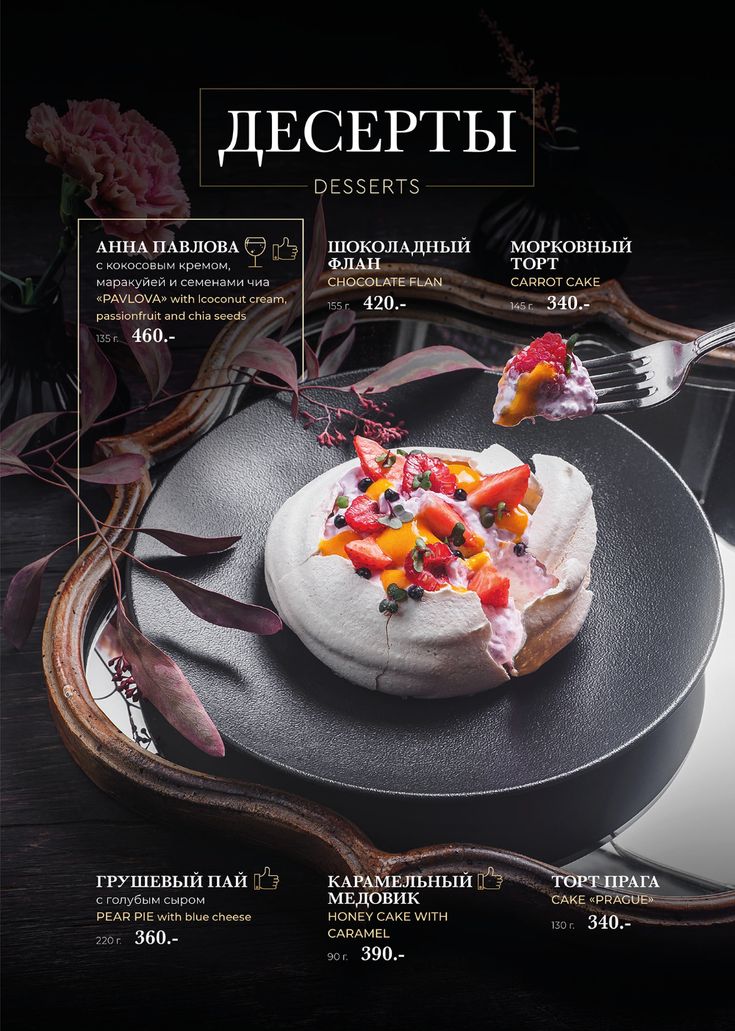 ДЕСЕРТЫ
DESSERTS
АННА ПАВЛОВА
с кокосовым кремом,
маракуйей и семенами чиа
«PAVLOVA» with lcoconut cream,
passionfruit and chia seeds
135 г. 460.-
ШОКОЛАДНЫЙ
ФЛАН
CHOCOLATE FLAN
155 г. 420.-
МОРКОВНЫЙ
ТОРТ
CARROT CAKE
145 г. 340.-
ГРУШЕВЫЙ ПАЙ
с голубым сыром
PEAR PIE with blue cheese
220 г. 360.-
КАРАМЕЛЬНЫЙ
МЕДОВИК
HONEY CAKE WITH
CARAMEL
90 г. 390.-
ТОРТ ПРАГА
CAKE «PRAGUE»
130 г. 340.-